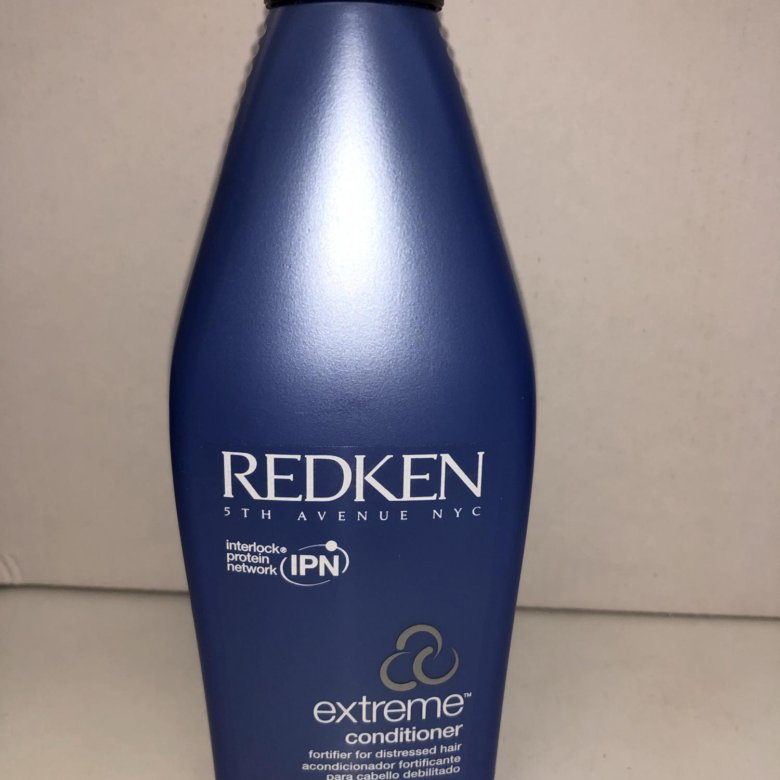 REDKEN
5TH AVENUE NYC
interlock®
protein
network
IPN
extreme™
conditioner
fortifier for distressed hair
acondicionador fortificante
para cabello debilitado